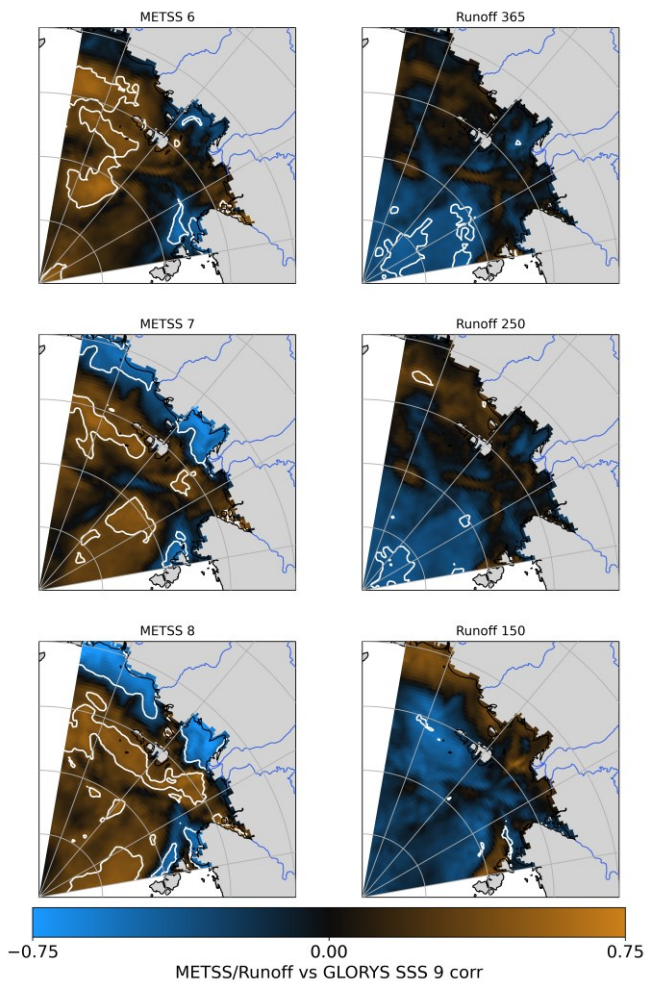 METSS 6
Runoff 365
METSS 7
Runoff 250
METSS 8
Runoff 150
−0.75
0.00
0.75
METSS/Runoff vs GLORYS SSS 9 corr